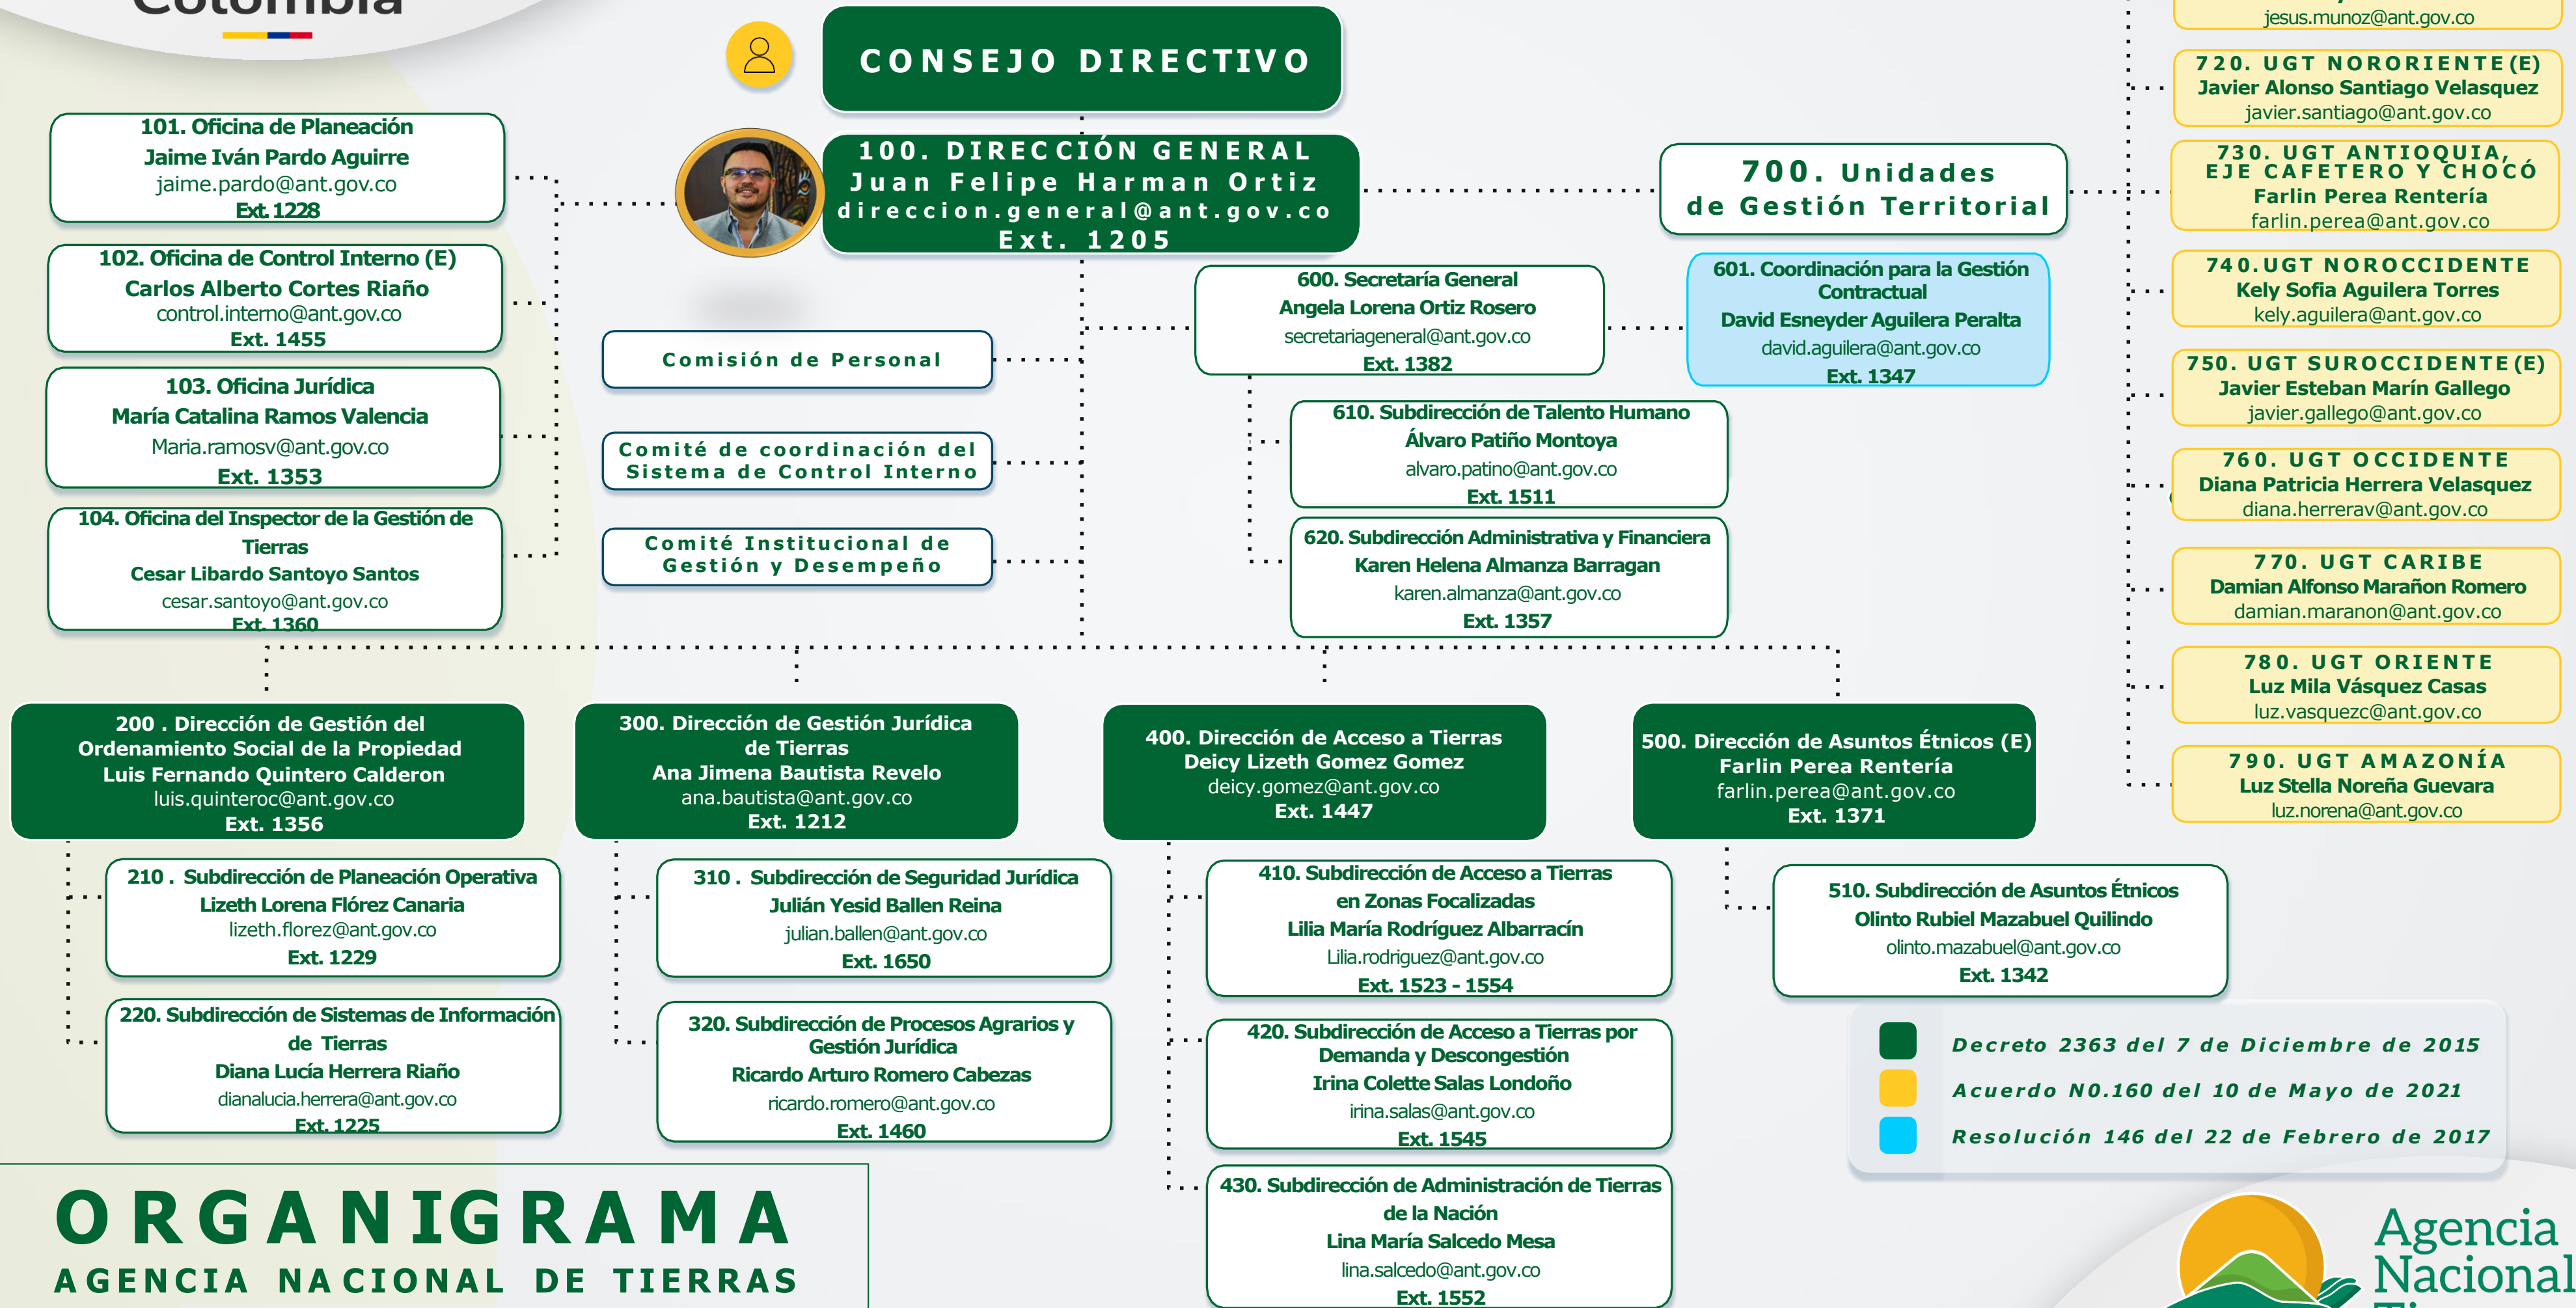 Colombia
CONSEJO DIRECTIVO
100. DIRECCIÓN GENERAL
Juan Felipe Harman Ortiz
direccion.general@ant.gov.co
Ext. 1205
101. Oficina de Planeación
Jaime Iván Pardo Aguirre
jaime.pardo@ant.gov.co
Ext. 1228
102. Oficina de Control Interno (E)
Carlos Alberto Cortes Riaño
control.interno@ant.gov.co
Ext. 1455
103. Oficina Jurídica
María Catalina Ramos Valencia
Maria.ramosv@ant.gov.co
Ext. 1353
104. Oficina del Inspector de la Gestión de
Tierras
Cesar Libardo Santoyo Santos
cesar.santoyo@ant.gov.co
Ext. 1360
Comisión de Personal
Comité de coordinación del
Sistema de Control Interno
Comité Institucional de
Gestión y Desempeño
600. Secretaría General
Angela Lorena Ortiz Rosero
secretariageneral@ant.gov.co
Ext. 1382
601. Coordinación para la Gestión
Contractual
David Esneyder Aguilera Peralta
david.aguilera@ant.gov.co
Ext. 1347
610. Subdirección de Talento Humano
Álvaro Patiño Montoya
alvaro.patino@ant.gov.co
Ext. 1511
620. Subdirección Administrativa y Financiera
Karen Helena Almanza Barragan
karen.almanza@ant.gov.co
Ext. 1357
700. Unidades
de Gestión Territorial
jesus.munoz@ant.gov.co
720. UGT NORORIENTE (E)
Javier Alonso Santiago Velasquez
javier.santiago@ant.gov.co
730. UGT ANTIOQUIA,
EJE CAFETERO Y CHOCÓ
Farlin Perea Rentería
farlin.perea@ant.gov.co
740. UGT NOROCCIDENTE
Kely Sofia Aguilera Torres
kely.aguilera@ant.gov.co
750. UGT SUROCCIDENTE (E)
Javier Esteban Marín Gallego
javier.gallego@ant.gov.co
760. UGT OCCIDENTE
Diana Patricia Herrera Velasquez
diana.herrerav@ant.gov.co
770. UGT CARIBE
Damian Alfonso Marañon Romero
damian.maranon@ant.gov.co
780. UGT ORIENTE
Luz Mila Vásquez Casas
luz.vasquezc@ant.gov.co
790. UGT AMAZONÍA
Luz Stella Noreña Guevara
luz.norena@ant.gov.co
200 . Dirección de Gestión del
Ordenamiento Social de la Propiedad
Luis Fernando Quintero Calderon
luis.quinteroc@ant.gov.co
Ext. 1356
210 . Subdirección de Planeación Operativa
Lizeth Lorena Flórez Canaria
lizeth.florez@ant.gov.co
Ext. 1229
220. Subdirección de Sistemas de Información
de Tierras
Diana Lucía Herrera Riaño
dianalucia.herrera@ant.gov.co
Ext. 1225
300. Dirección de Gestión Jurídica
de Tierras
Ana Jimena Bautista Revelo
ana.bautista@ant.gov.co
Ext. 1212
310 . Subdirección de Seguridad Jurídica
Julián Yesid Ballen Reina
julian.ballen@ant.gov.co
Ext. 1650
320. Subdirección de Procesos Agrarios y
Gestión Jurídica
Ricardo Arturo Romero Cabezas
ricardo.romero@ant.gov.co
Ext. 1460
400. Dirección de Acceso a Tierras
Deicy Lizeth Gomez Gomez
deicy.gomez@ant.gov.co
Ext. 1447
410. Subdirección de Acceso a Tierras
en Zonas Focalizadas
Lilia María Rodríguez Albarracín
Lilia.rodriguez@ant.gov.co
Ext. 1523 - 1554
420. Subdirección de Acceso a Tierras por
Demanda y Descongestión
Irina Colette Salas Londoño
irina.salas@ant.gov.co
Ext. 1545
430. Subdirección de Administración de Tierras
de la Nación
Lina María Salcedo Mesa
lina.salcedo@ant.gov.co
Ext. 1552
500. Dirección de Asuntos Étnicos (E)
Farlin Perea Rentería
farlin.perea@ant.gov.co
Ext. 1371
510. Subdirección de Asuntos Étnicos
Olinto Rubiel Mazabuel Quilindo
olinto.mazabuel@ant.gov.co
Ext. 1342
Decreto 2363 del 7 de Diciembre de 2015
Acuerdo N0.160 del 10 de Mayo de 2021
Resolución 146 del 22 de Febrero de 2017
ORGANIGRAMA
AGENCIA NACIONAL DE TIERRAS
Agencia
Nacional